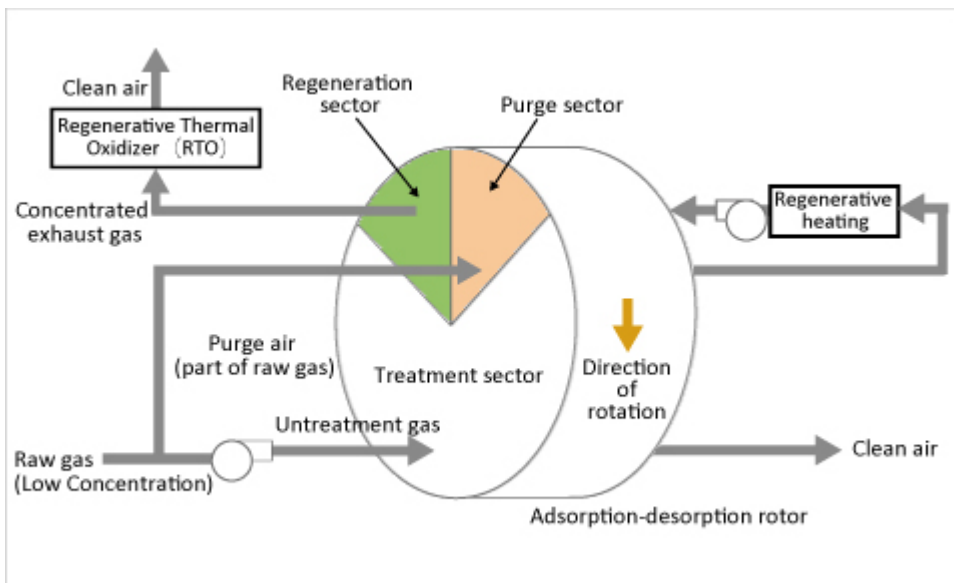 Clean air
Regenerative Thermal
Oxidizer （RTO）
Regeneration
sector
Purge sector
Concentrated
exhaust gas
Regenerative
heating
Purge air
(part of raw gas)
Treatment sector
Direction
of
rotation
Untreatment gas
Raw gas
(Low Concentration)
Clean air
Adsorption-desorption rotor